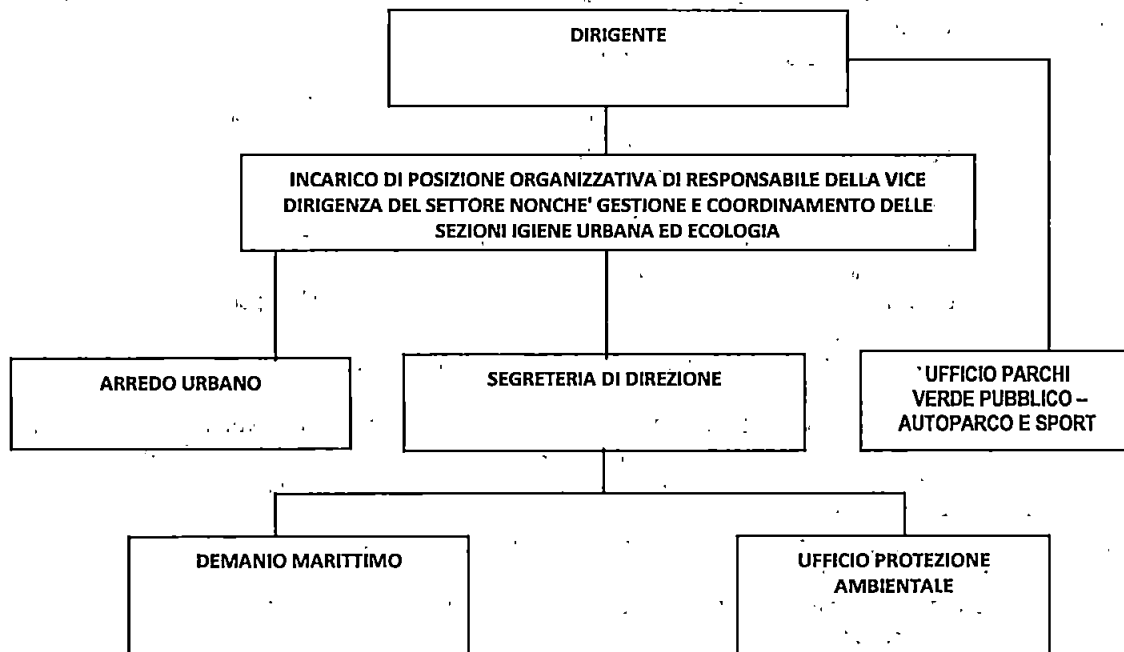 DIRIGENTE
INCARICO DI POSIZIONE ORGANIZZATIVA DI RESPONSABILE DELLA VICE
DIRIGENZA DEL SETTORE NONCHE' GESTIONE E COORDINAMENTO DELLE
SEZIONI IGIENE URBANA ED ECOLOGIA
ARREDO URBANO
SEGRETERIA DI DIREZIONE
UFFICIO PARCHI
VERDE PUBBLICO –
AUTOPARCO E SPORT
DEMANIO MARITTIMO
UFFICIO PROTEZIONE
AMBIENTALE